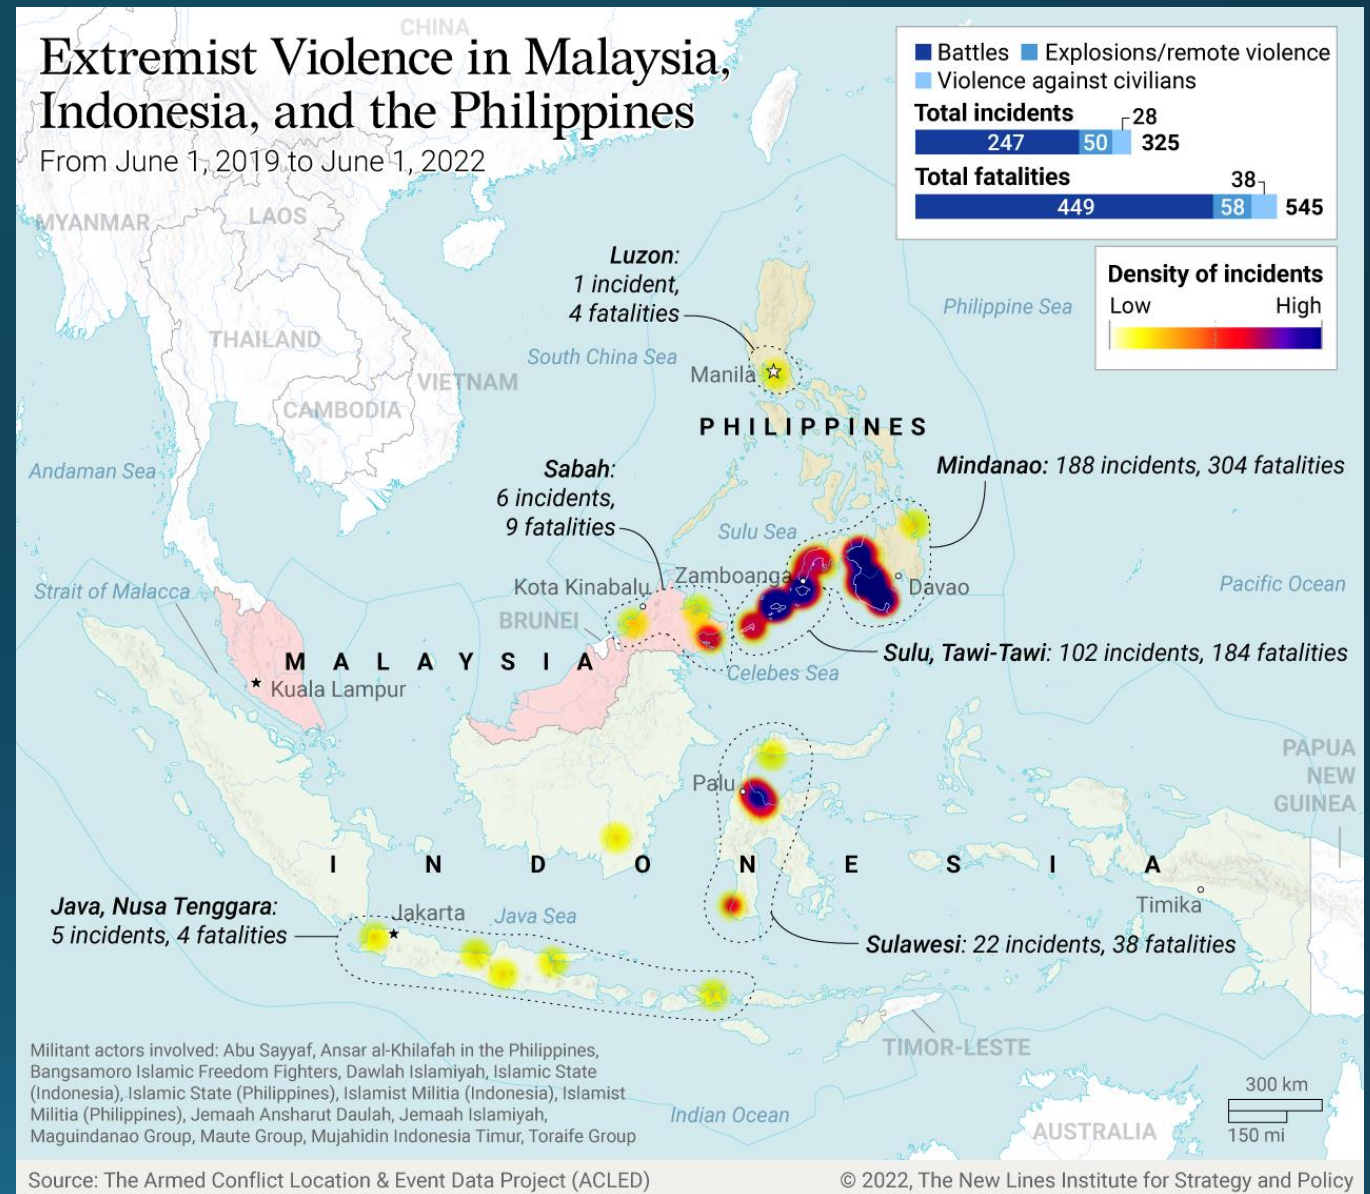 Extremist Violence in Malaysia,
Indonesia, and the Philippines
From June 1, 2019 to June 1, 2022
Battles Explosions/remote violence
Violence against civilians
Total incidents
28
247 50 325
Total fatalities
38
449 58 545
Density of incidents
Low High
CHINA
MYANMAR
LAOS
THAILAND
VIETNAM
CAMBODIA
Luzon:
1 incident,
4 fatalities
Philippine Sea
South China Sea
Manila
PHILIPPINES
Andaman Sea
Sabah:
6 incidents,
9 fatalities
Mindanao: 188 incidents, 304 fatalities
Sulu Sea
Strait of Malacca
Kota Kinabalu
Zamboanga
Davao
Pacific Ocean
BRUNEI
MALAYSIA
Kuala Lampur
Sulu, Tawi-Tawi: 102 incidents, 184 fatalities
Celebes Sea
PAPUA
NEW
GUINEA
Palu
INDONESIA
Timika
Java, Nusa Tenggara:
5 incidents, 4 fatalities
Jakarta
Java Sea
Sulawesi: 22 incidents, 38 fatalities
TIMOR-LESTE
Militant actors involved: Abu Sayyaf, Ansar al-Khilafah in the Philippines,
Bangsamoro Islamic Freedom Fighters, Dawlah Islamiyah, Islamic State
(Indonesia), Islamic State (Philippines), Islamist Militia (Indonesia), Islamist
Militia (Philippines), Jemaah Ansharut Daulah, Jemaah Islamiyah,
Maguindanao Group, Maute Group, Mujahidin Indonesia Timur, Toraife Group
Indian Ocean
AUSTRALIA
300 km
150 mi
Source: The Armed Conflict Location & Event Data Project (ACLED)
© 2022, The New Lines Institute for Strategy and Policy